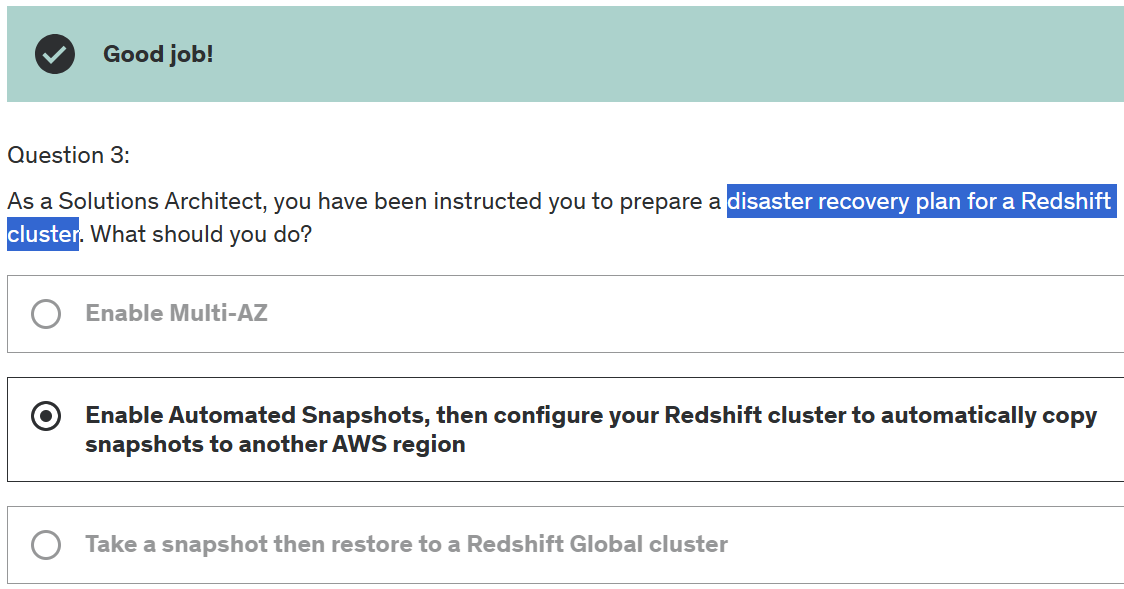 Good job!
Question 3:
As a Solutions Architect, you have been instructed you to prepare a disaster recovery plan for a Redshift
cluster. What should you do?
Enable Multi-AZ
Enable Automated Snapshots, then configure your Redshift cluster to automatically copy
snapshots to another AWS region
Take a snapshot then restore to a Redshift Global cluster